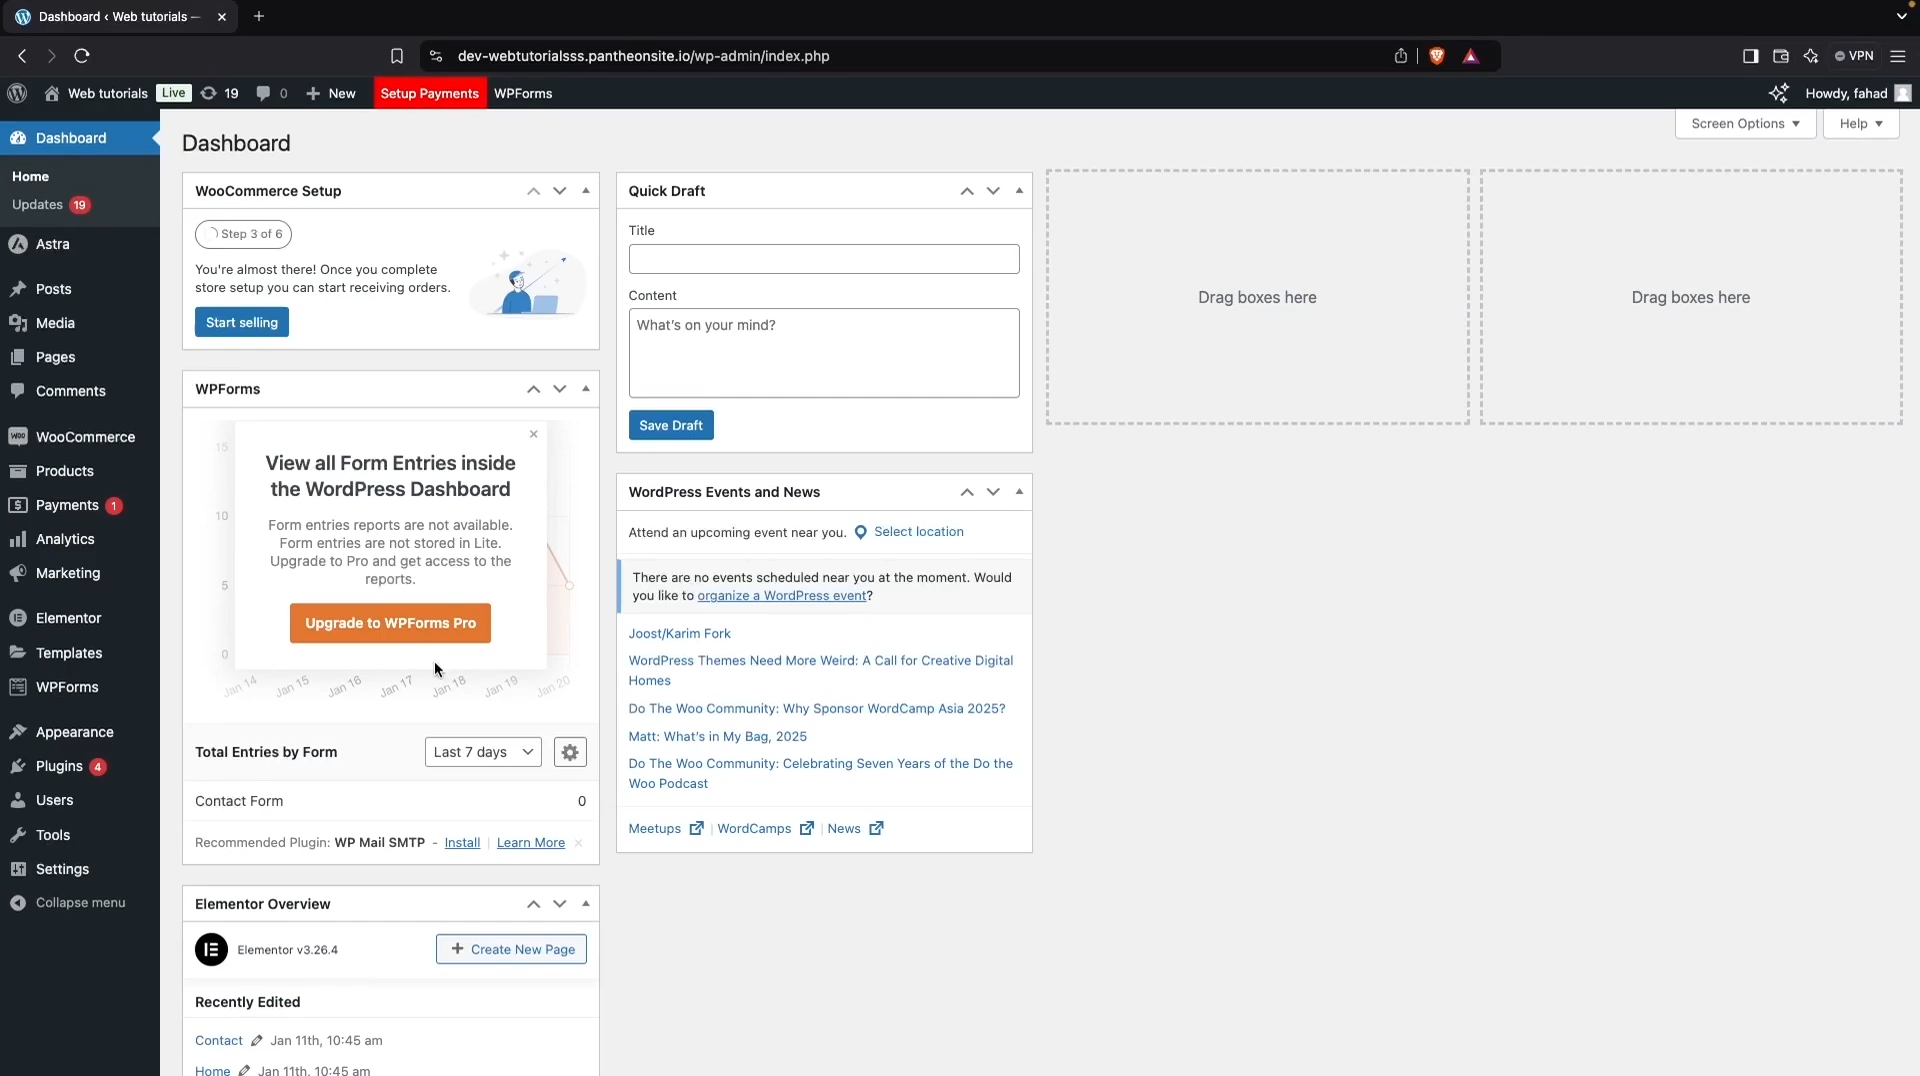 Dashboard ‹ Web tutorials —
dev-webtutorialsss.pantheonsite.io/wp-admin/index.php
VPN
Web tutorials Live 19 0 New Setup Payments WPForms
Howdy, fahad
Dashboard
Home
Updates 19
Astra
Posts
Media
Pages
Comments
Woo WooCommerce
Products
Payments 1
Analytics
Marketing
Elementor
Templates
WPForms
Appearance
Plugins 4
Users
Tools
Settings
Collapse menu
Screen Options
Help
Dashboard
WooCommerce Setup
Step 3 of 6
You're almost there! Once you complete
store setup you can start receiving orders.
Start selling
WPForms
15
10
5
0
View all Form Entries inside
the WordPress Dashboard
Form entries reports are not available.
Form entries are not stored in Lite.
Upgrade to Pro and get access to the
reports.
Upgrade to WPForms Pro
Jan 14 Jan 15 Jan 16 Jan 17 Jan 18 Jan 19 Jan 20
Total Entries by Form
Last 7 days
Contact Form 0
Recommended Plugin: WP Mail SMTP - Install | Learn More
Elementor Overview
Elementor v3.26.4
+ Create New Page
Recently Edited
Contact Jan 11th, 10:45 am
Home Jan 11th, 10:45 am
Quick Draft
Title
Content
What's on your mind?
Save Draft
WordPress Events and News
Attend an upcoming event near you. Select location
There are no events scheduled near you at the moment. Would
you like to organize a WordPress event?
Joost/Karim Fork
WordPress Themes Need More Weird: A Call for Creative Digital
Homes
Do The Woo Community: Why Sponsor WordCamp Asia 2025?
Matt: What's in My Bag, 2025
Do The Woo Community: Celebrating Seven Years of the Do the
Woo Podcast
Meetups | WordCamps | News
Drag boxes here
Drag boxes here